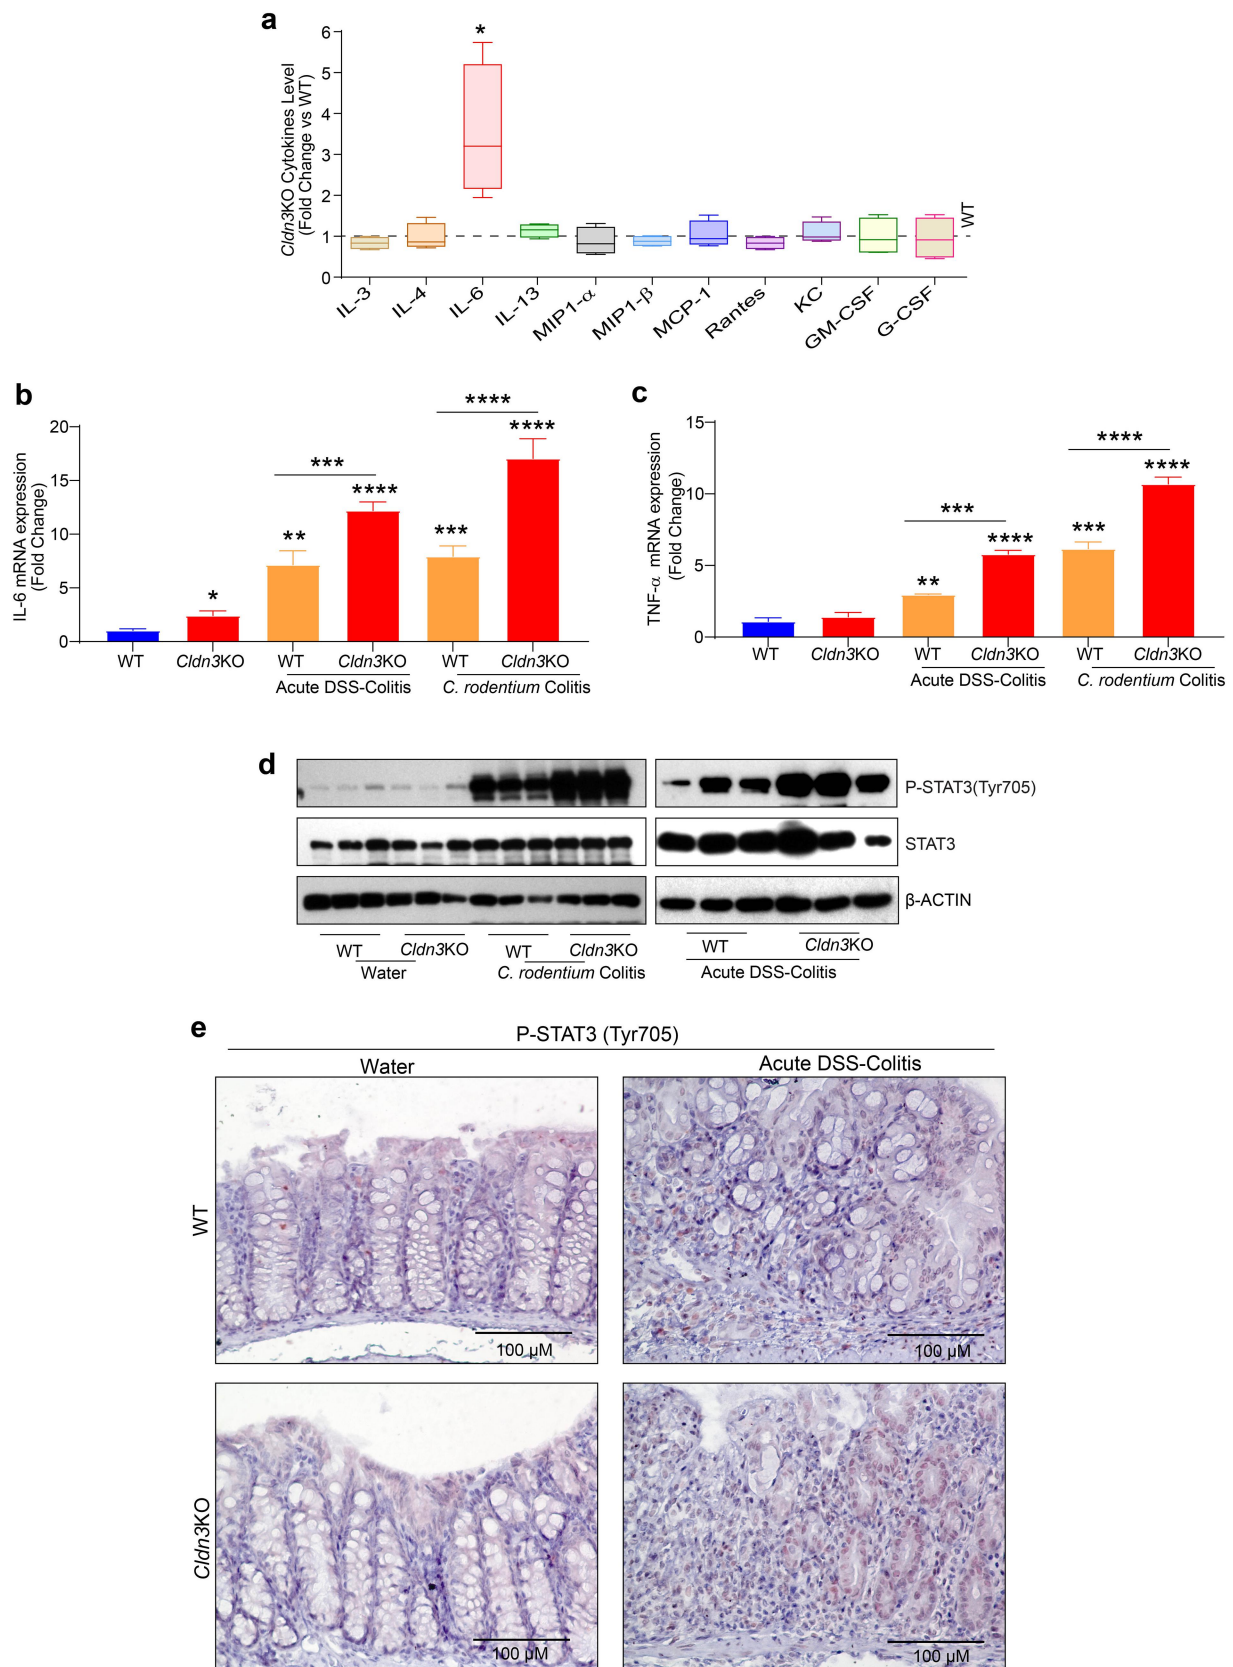 a
Cldn3KO Cytokines Level
(Fold Change vs WT)
6
5
4
3
2
1
0
*
WT
IL-3
IL-4
IL-6
IL-13
MIP1-α
MIP1-β
MCP-1
Rantes
KC
GM-CSF
G-CSF
b
IL-6 mRNA expression
(Fold Change)
20
15
10
5
0
*
**
***
****
***
****
****
WT
Cldn3KO
WT
Cldn3KO
WT
Cldn3KO
Acute DSS-Colitis
C. rodentium Colitis
c
TNF-α mRNA expression
(Fold Change)
15
10
5
0
**
***
****
***
****
****
WT
Cldn3KO
WT
Cldn3KO
WT
Cldn3KO
Acute DSS-Colitis
C. rodentium Colitis
d
P-STAT3(Tyr705)
STAT3
β-ACTIN
WT
Cldn3KO
WT
Cldn3KO
WT
Cldn3KO
Water
C. rodentium Colitis
Acute DSS-Colitis
e
P-STAT3 (Tyr705)
Water
Acute DSS-Colitis
WT
100 µM
100 µM
Cldn3KO
100 µM
100 µM